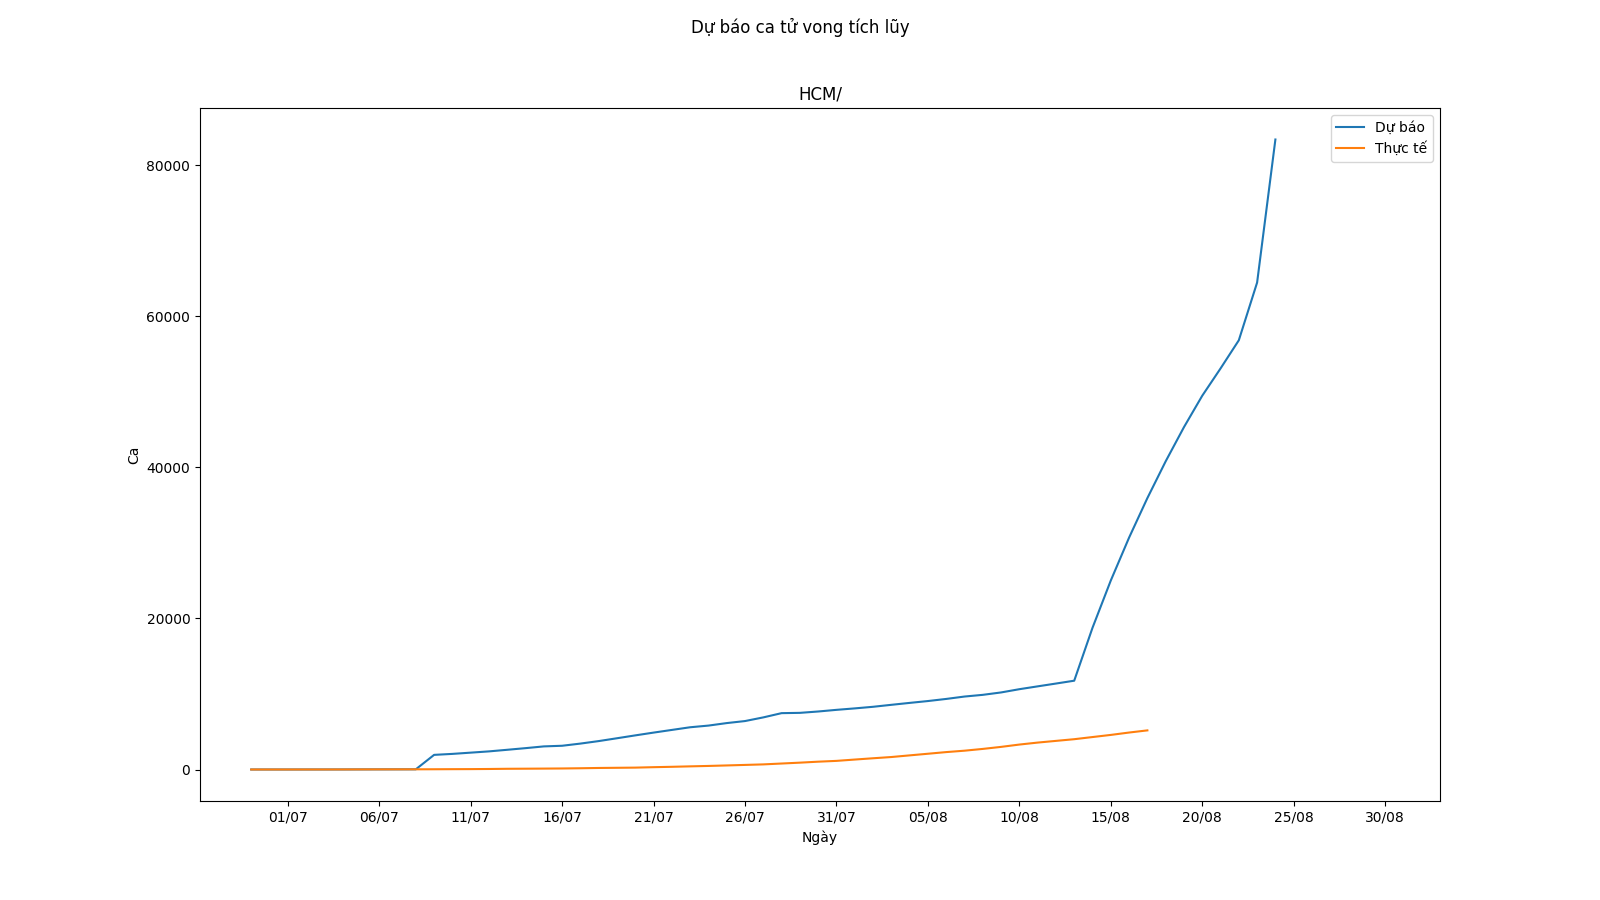 Dự báo ca tử vong tích lũy
HCM/
Dự báo
Thực tế
80000
60000
40000
20000
0
Ca
01/07 06/07 11/07 16/07 21/07 26/07 31/07 05/08 10/08 15/08 20/08 25/08 30/08
Ngày